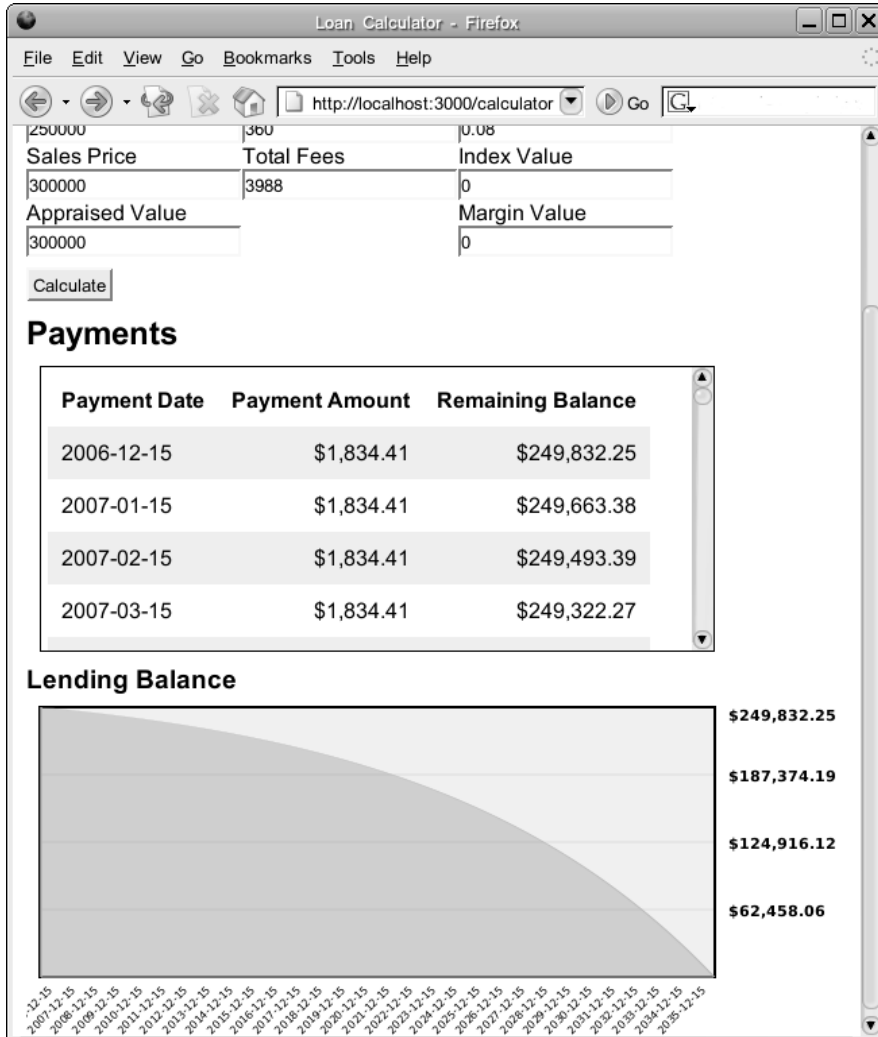 Loan Calculator - Firefox
File Edit View Go Bookmarks Tools Help
http://localhost:3000/calculator Go G
250000 360 0.08
Sales Price Total Fees Index Value
300000 3988 0
Appraised Value Margin Value
300000 0
Calculate
Payments
Payment Date Payment Amount Remaining Balance
2006-12-15 $1,834.41 $249,832.25
2007-01-15 $1,834.41 $249,663.38
2007-02-15 $1,834.41 $249,493.39
2007-03-15 $1,834.41 $249,322.27
Lending Balance
$249,832.25
$187,374.19
$124,916.12
$62,458.06
-12-15 2007-12-15 2008-12-15 2009-12-15 2010-12-15 2011-12-15 2012-12-15 2013-12-15 2014-12-15 2015-12-15 2016-12-15 2017-12-15 2018-12-15 2019-12-15 2020-12-15 2021-12-15 2022-12-15 2023-12-15 2024-12-15 2025-12-15 2026-12-15 2027-12-15 2028-12-15 2029-12-15 2030-12-15 2031-12-15 2032-12-15 2033-12-15 2034-12-15 2035-12-15